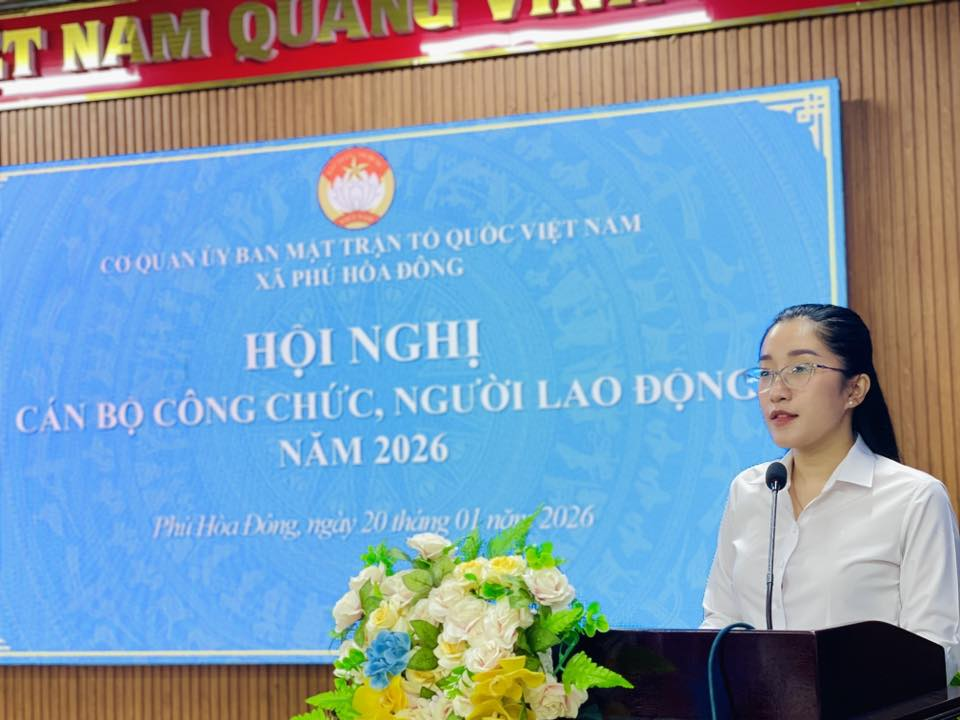 ỆT NAM QUANG VINH
CƠ QUAN ỦY BAN MẶT TRẬN TỔ QUỐC VIỆT NAM
XÃ PHÚ HÒA ĐÔNG
HỘI NGHỊ
CÁN BỘ CÔNG CHỨC, NGƯỜI LAO ĐỘNG
NĂM 2026
Phú Hòa Đông, ngày 20 tháng 01 năm 2026